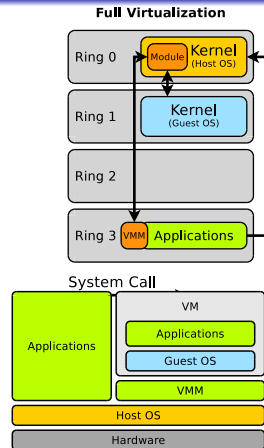 Full Virtualization
Ring 0
Module
Kernel
(Host OS)
Ring 1
Kernel
(Guest OS)
Ring 2
Ring 3
VMM
Applications
System Call
Applications
VM
Applications
Guest OS
VMM
Host OS
Hardware